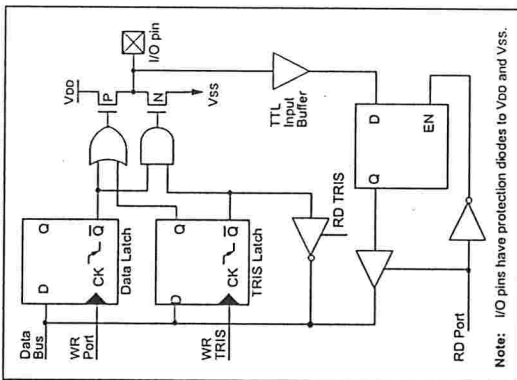 Data
Bus
D
Q
VDD
WR
Port
CK
Q
P
Data Latch
I/O pin
N
D
Q
WR
TRIS
CK
Q
VSS
TRIS Latch
TTL
Input
Buffer
RD TRIS
Q
D
EN
RD Port
Note: I/O pins have protection diodes to VDD and VSS.